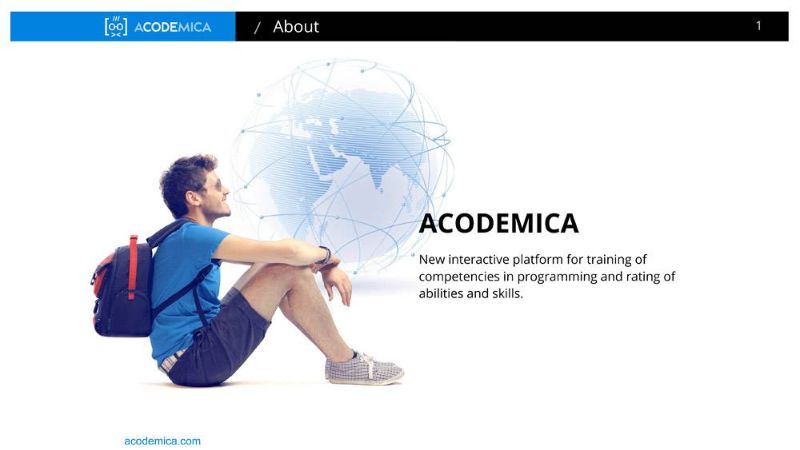 ACODEMICA / About 1
ACODEMICA
New interactive platform for training of
competencies in programming and rating of
abilities and skills.
acodemica.com